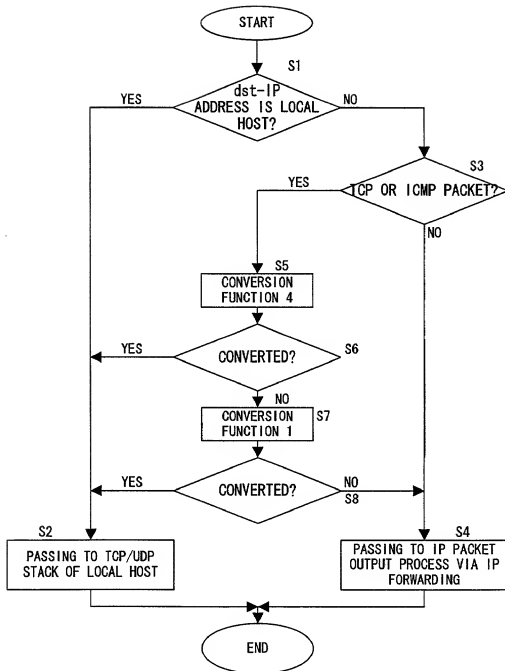 START
S1
dst-IP
ADDRESS IS LOCAL
HOST?
YES
NO
S3
TCP OR ICMP PACKET?
YES
NO
S5
CONVERSION
FUNCTION 4
YES
CONVERTED?
S6
NO
CONVERSION
FUNCTION 1
S7
YES
CONVERTED?
NO
S8
S2
PASSING TO TCP/UDP
STACK OF LOCAL HOST
S4
PASSING TO IP PACKET
OUTPUT PROCESS VIA IP
FORWARDING
END